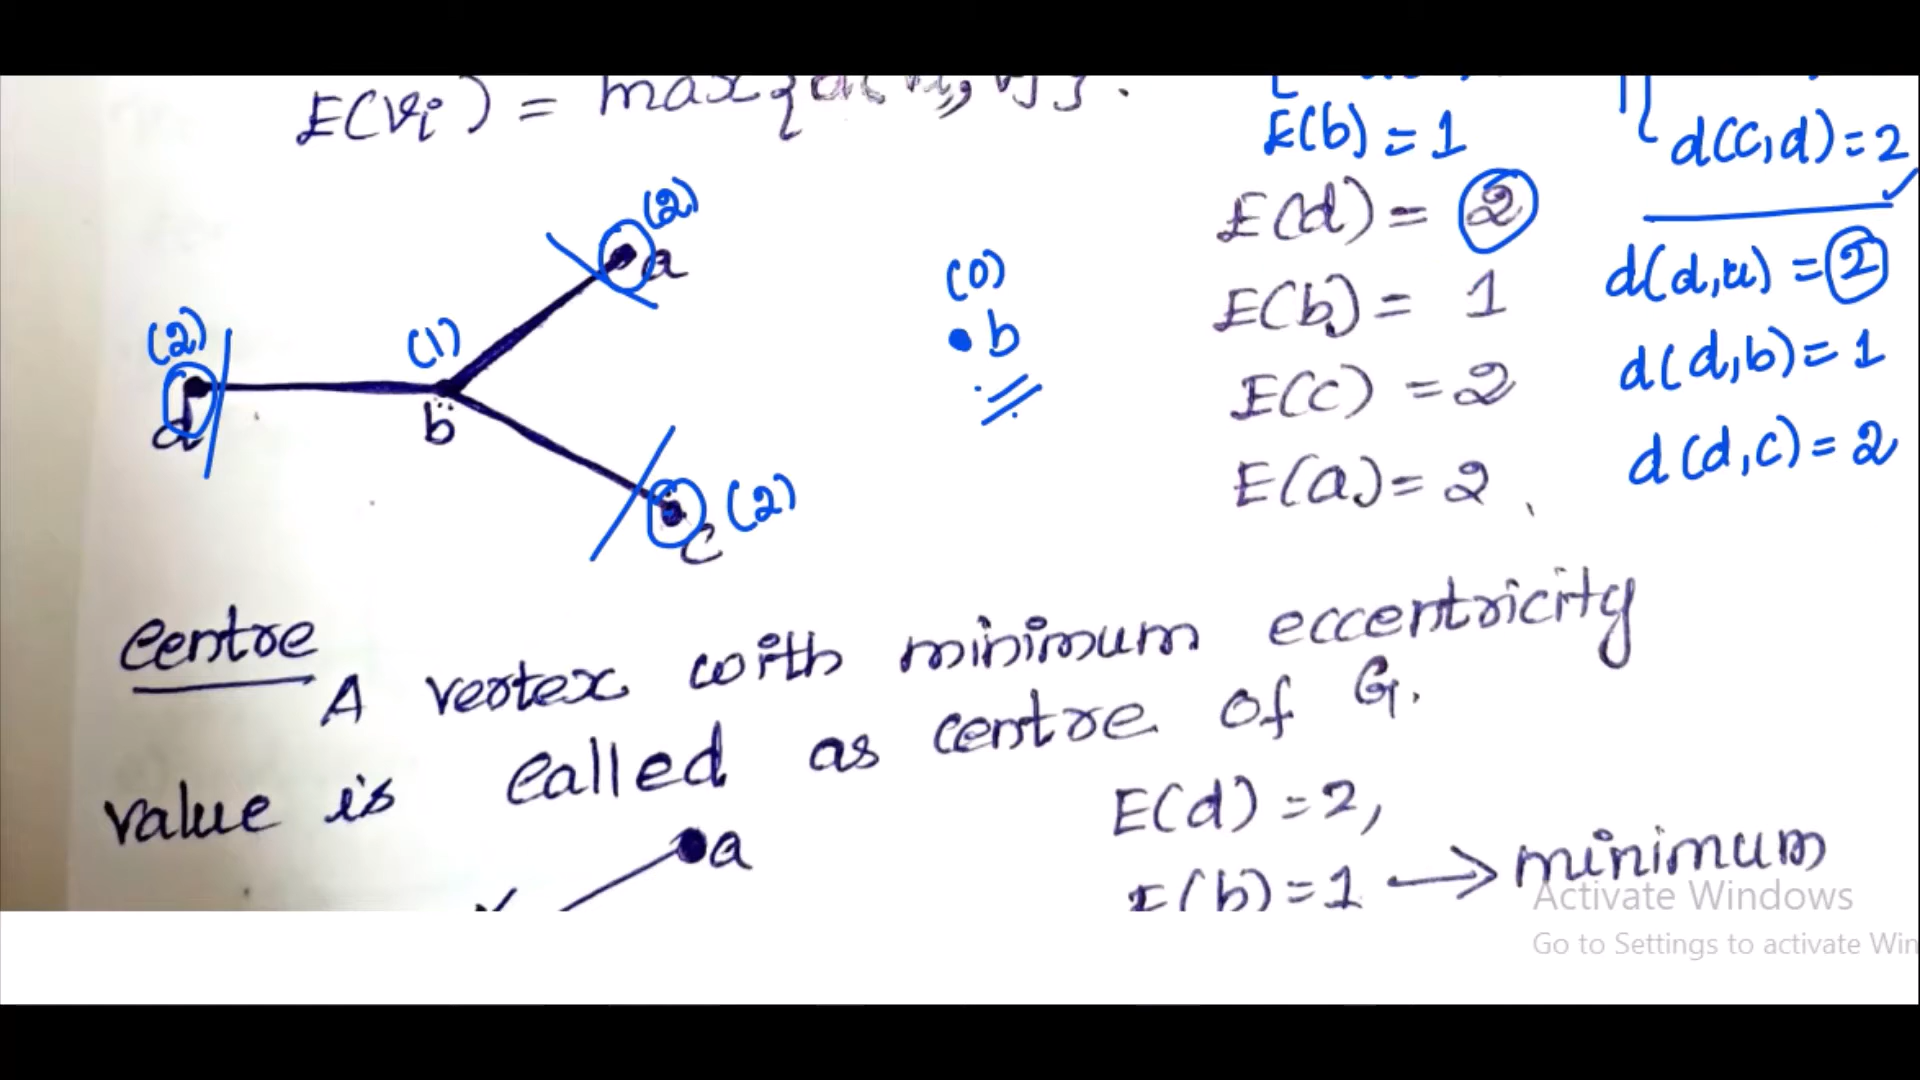 E(vi) = max{d(vi, vj)}.
E(b) = 1
d(c,d)=2
E(d) = 2
E(b) = 1
E(c) = 2
E(a) = 2
d(d,a) = 2
d(d,b) = 1
d(d,c) = 2
(2)
a
(2)
d
(1)
b
c (2)
(0)
b
Centre
A vertex with minimum eccentricity
value is called as centre of G.
a
E(d) = 2,
E(b) = 1 → minimum
Activate Windows
Go to Settings to activate Win